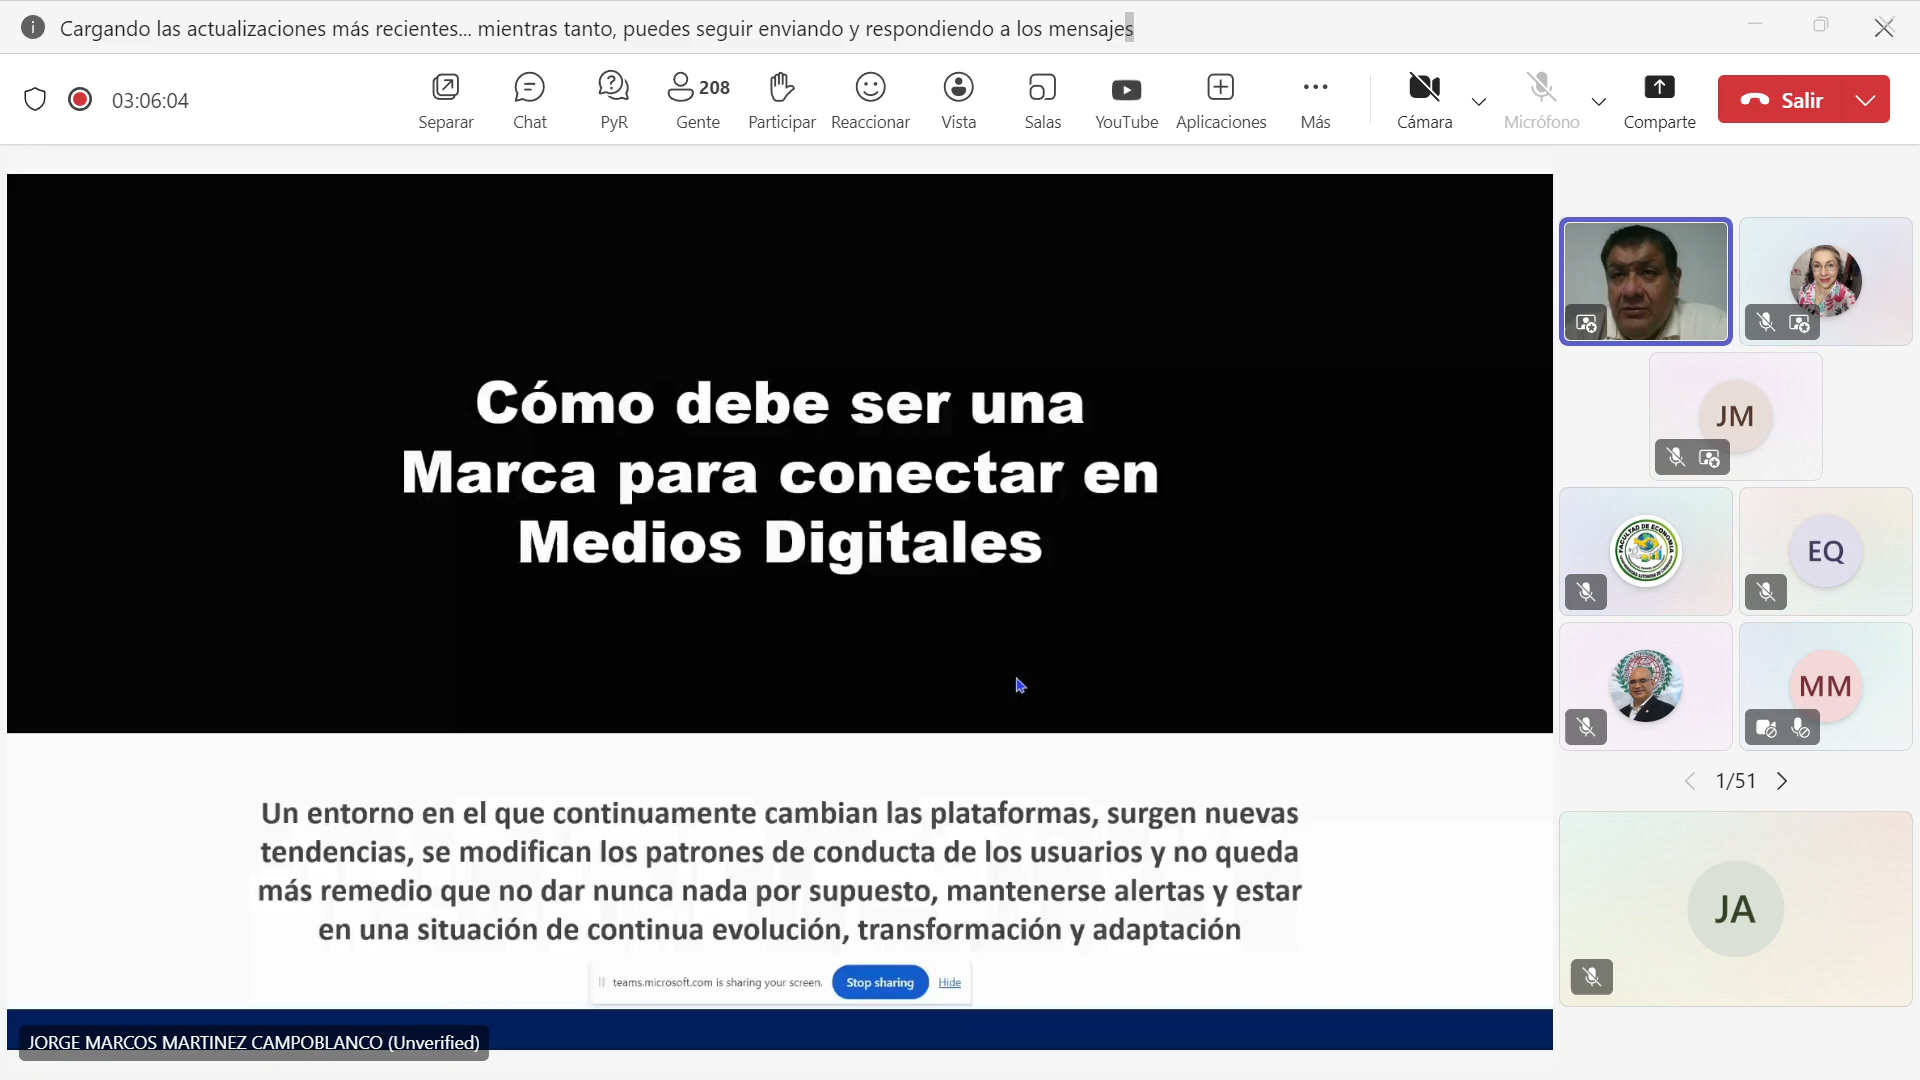 Cargando las actualizaciones más recientes... mientras tanto, puedes seguir enviando y respondiendo a los mensajes
03:06:04
Separar
Chat
PyR
208
Gente
Participar
Reaccionar
Vista
Salas
YouTube
Aplicaciones
Más
Cámara
Micrófono
Comparte
Salir
Cómo debe ser una
Marca para conectar en
Medios Digitales
Un entorno en el que continuamente cambian las plataformas, surgen nuevas
tendencias, se modifican los patrones de conducta de los usuarios y no queda
más remedio que no dar nunca nada por supuesto, mantenerse alertas y estar
en una situación de continua evolución, transformación y adaptación
teams.microsoft.com is sharing your screen.
Stop sharing
Hide
JORGE MARCOS MARTINEZ CAMPOBLANCO (Unverified)
JM
FACULTAD DE ECONOMIA
EQ
MM
1/51
JA